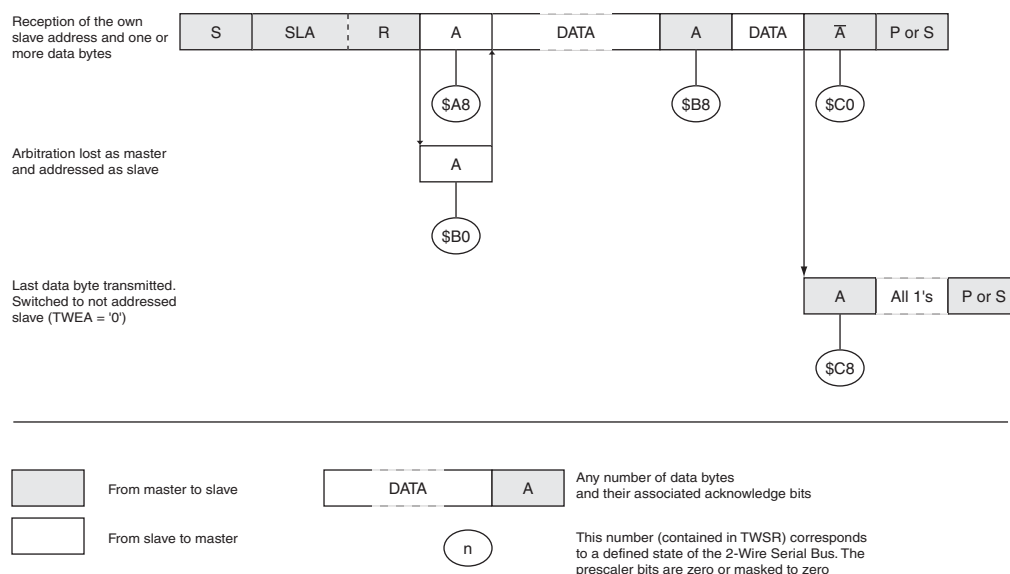 Reception of the own
slave address and one or
more data bytes
S SLA R A DATA A DATA A P or S
$A8 $B8 $C0
Arbitration lost as master
and addressed as slave
A
$B0
Last data byte transmitted.
Switched to not addressed
slave (TWEA = '0')
A All 1's P or S
$C8
From master to slave
DATA A
Any number of data bytes
and their associated acknowledge bits
From slave to master
n
This number (contained in TWSR) corresponds
to a defined state of the 2-Wire Serial Bus. The
prescaler bits are zero or masked to zero